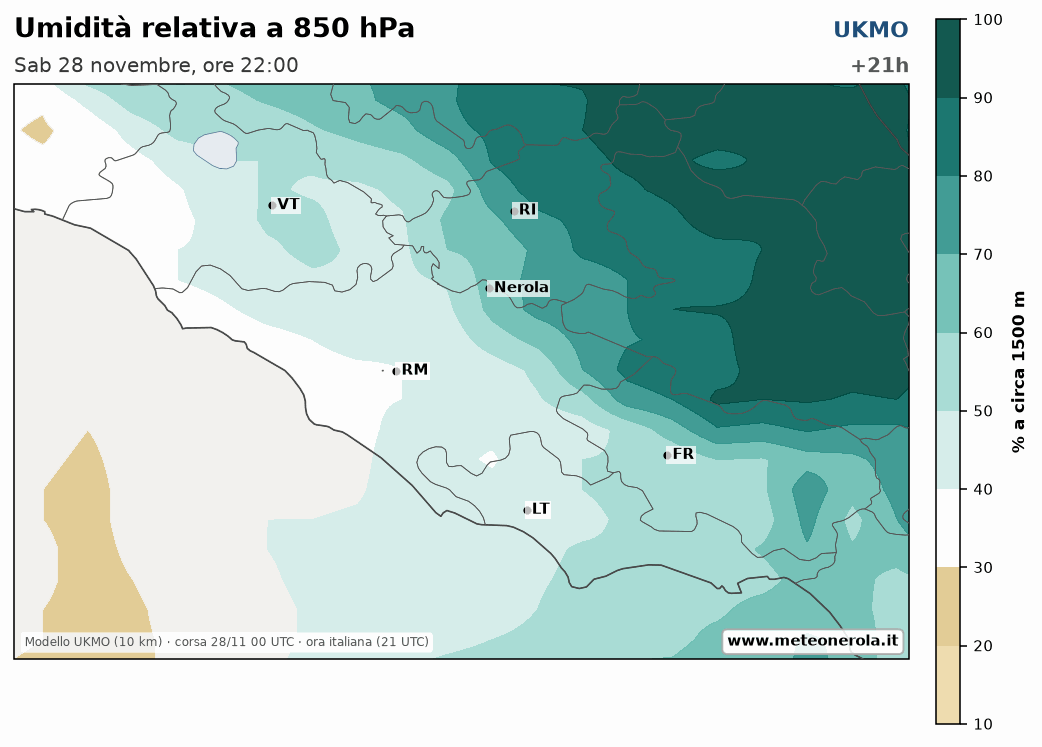 Umidità relativa a 850 hPa
UKMO
Sab 28 novembre, ore 22:00
+21h
VT
RI
Nerola
RM
FR
LT
Modello UKMO (10 km) · corsa 28/11 00 UTC · ora italiana (21 UTC)
www.meteonerola.it
100
90
80
70
60
50
40
30
20
10
% a circa 1500 m